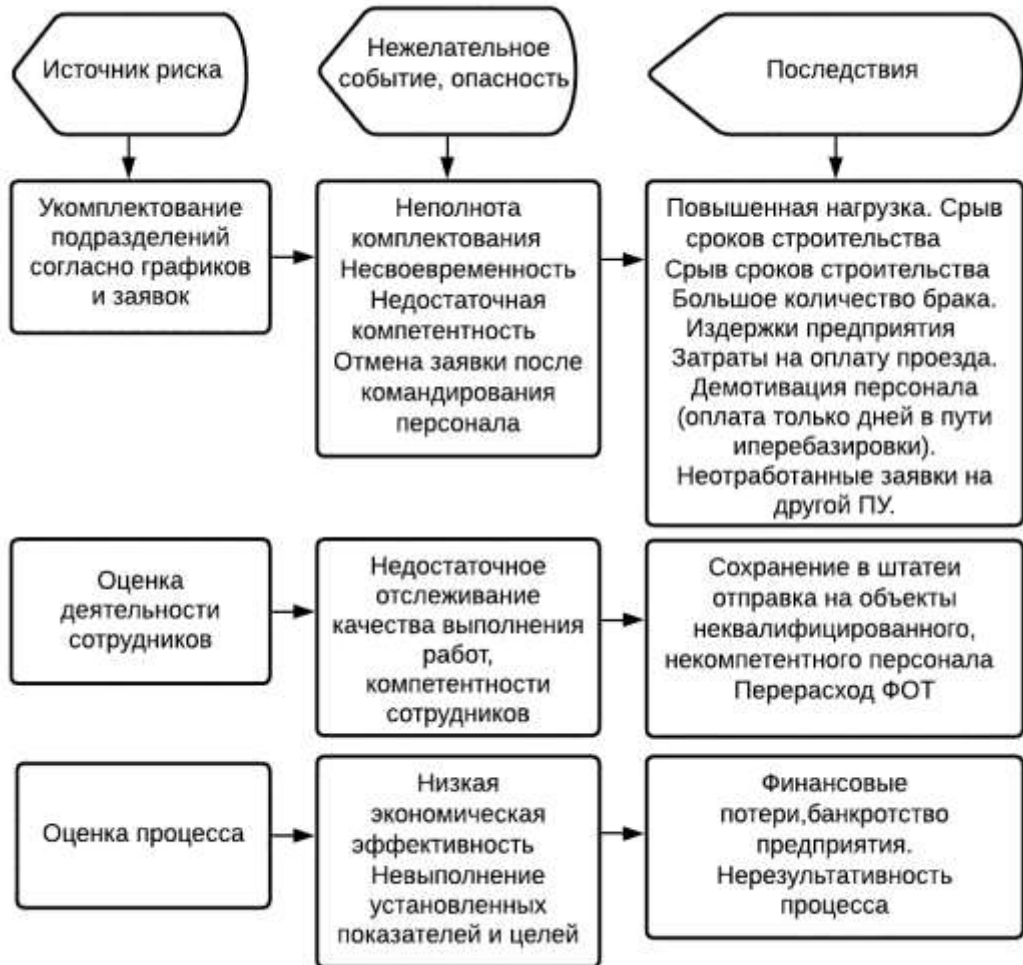 Источник риска
Нежелательное
событие, опасность
Последствия
Укомплектование
подразделений
согласно графиков
и заявок
Неполнота
комплектования
Несвоевременность
Недостаточная
компетентность
Отмена заявки после
командирования
персонала
Повышенная нагрузка. Срыв
сроков строительства
Срыв сроков строительства
Большое количество брака.
Издержки предприятия
Затраты на оплату проезда.
Демотивация персонала
(оплата только дней в пути
иперебазировки).
Неотработанные заявки на
другой ПУ.
Оценка
деятельности
сотрудников
Недостаточное
отслеживание
качества выполнения
работ,
компетентности
сотрудников
Сохранение в штатеи
отправка на объекты
неквалифицированного,
некомпетентного персонала
Перерасход ФОТ
Оценка процесса
Низкая
экономическая
эффективность
Невыполнение
установленных
показателей и целей
Финансовые
потери,банкротство
предприятия.
Нерезультативность
процесса